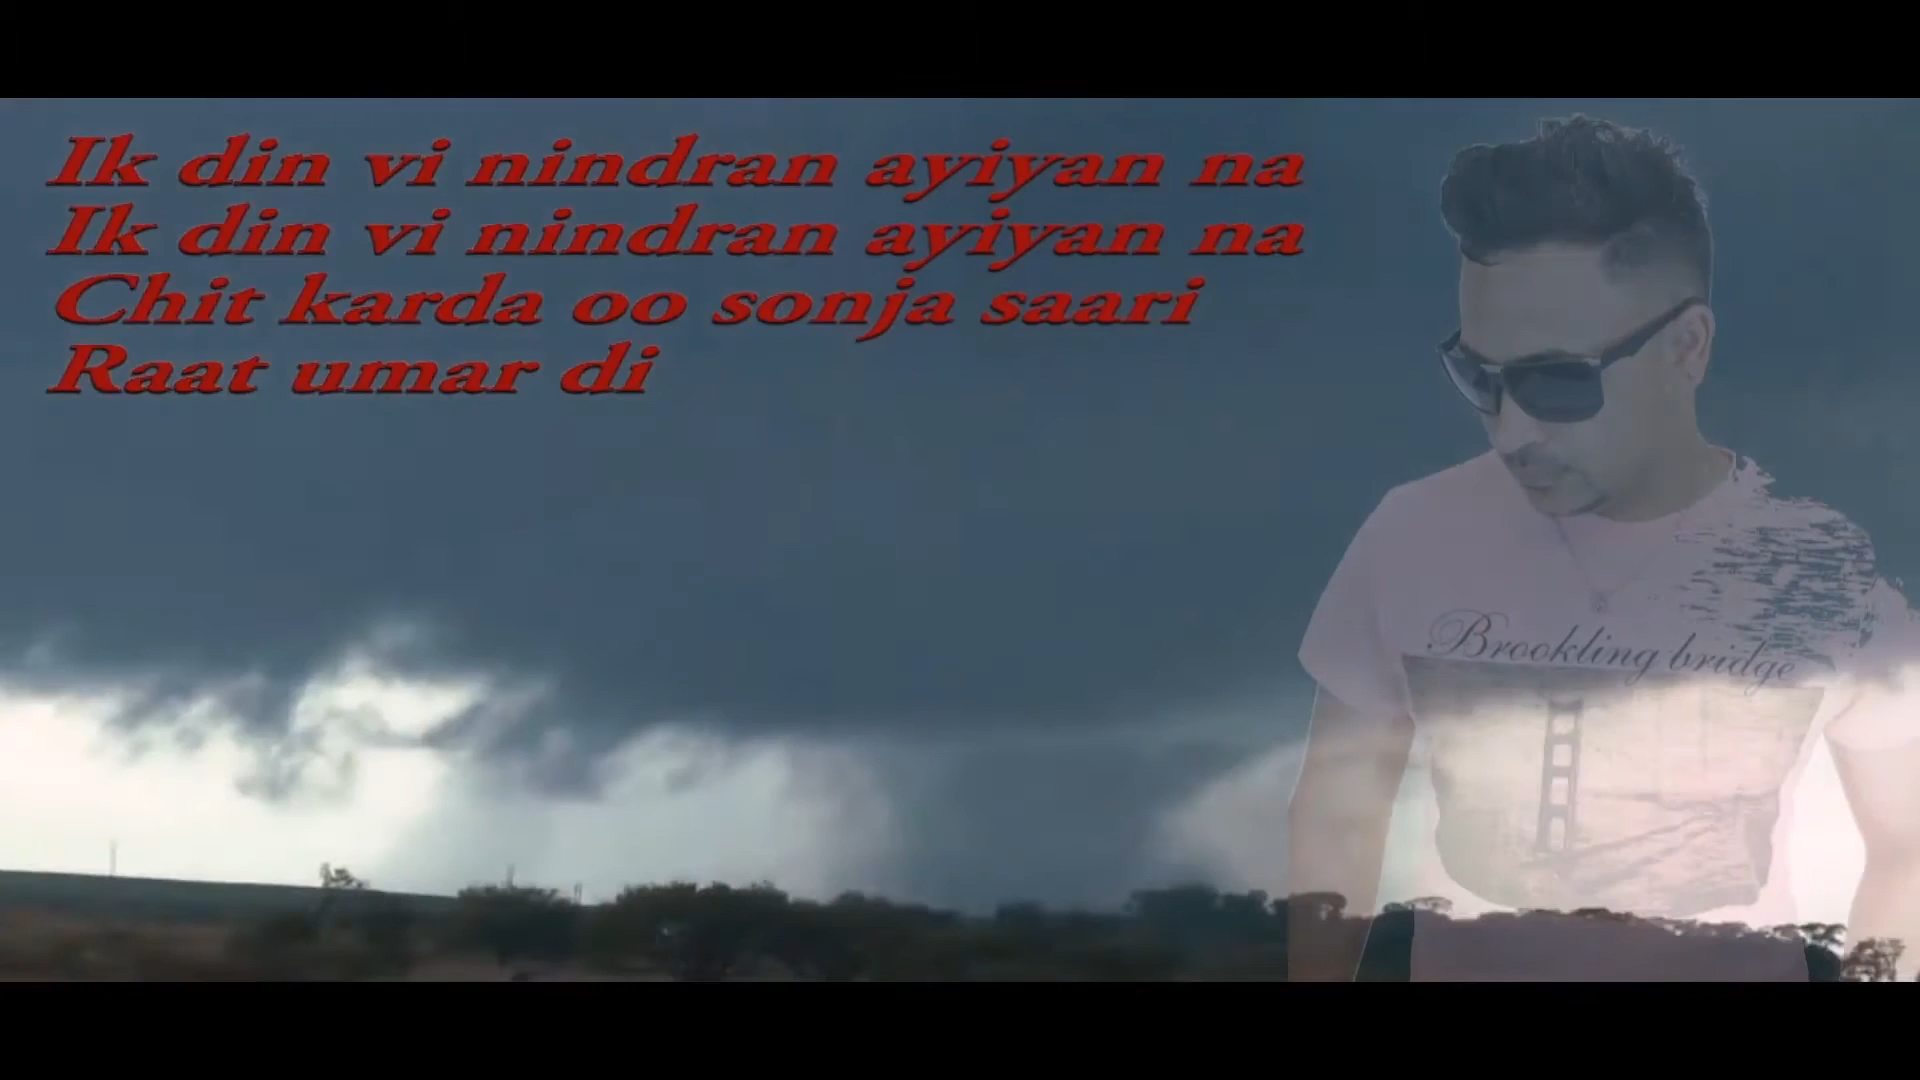 Ik din vi nindran ayiyan na
Ik din vi nindran ayiyan na
Chit karda oo sonja saari
Raat umar di
Brookling bridge